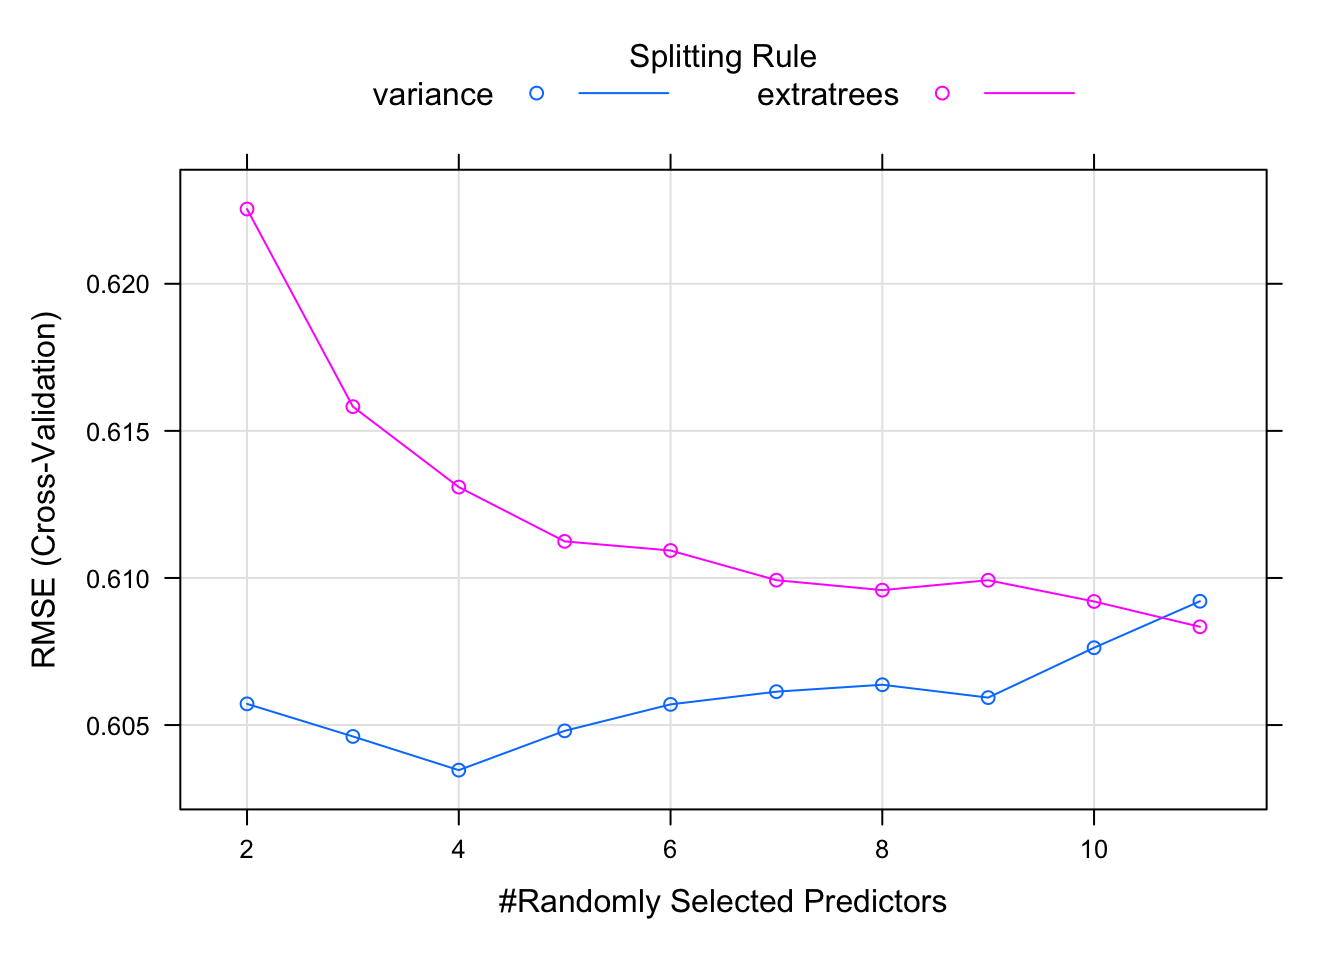 Splitting Rule
variance extratrees
0.620
0.615
0.610
0.605
RMSE (Cross-Validation)
2 4 6 8 10
#Randomly Selected Predictors